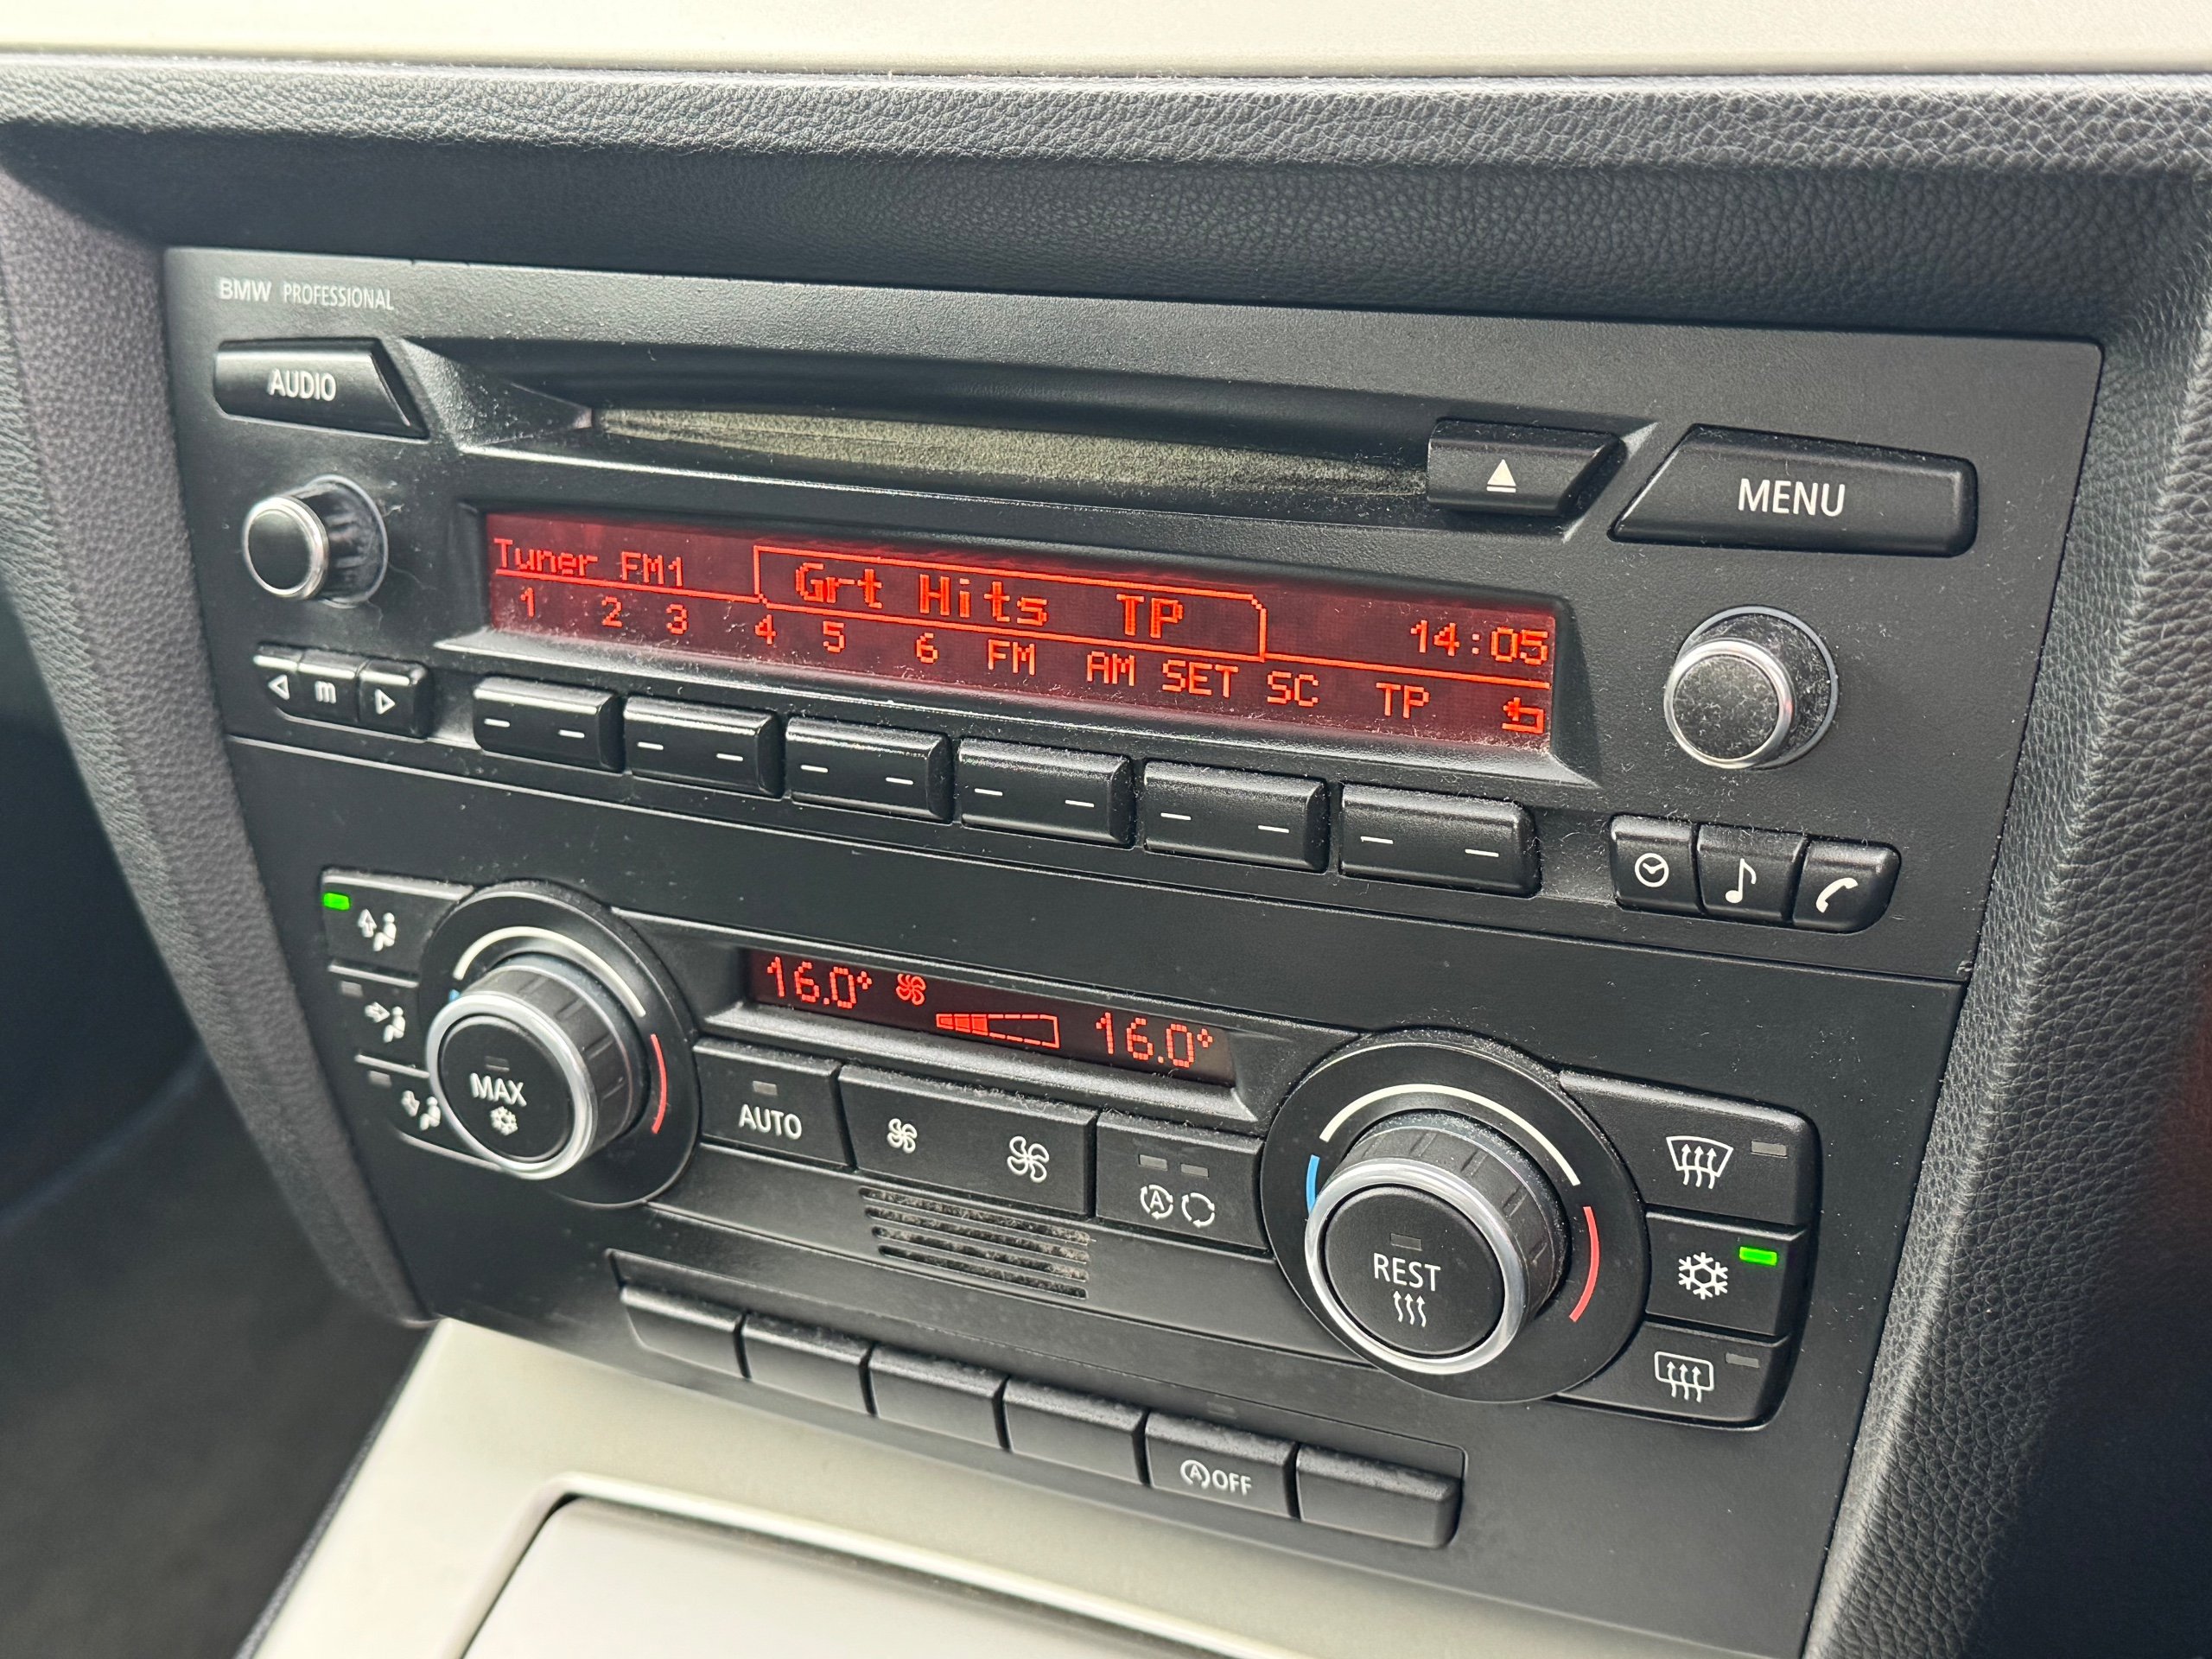 BMW PROFESSIONAL
AUDIO
MENU
Tuner FM1 Grt Hits TP 14:05
1 2 3 4 5 6 FM AM SET SC TP
m
16.0° 16.0°
MAX
AUTO
A
REST
A OFF